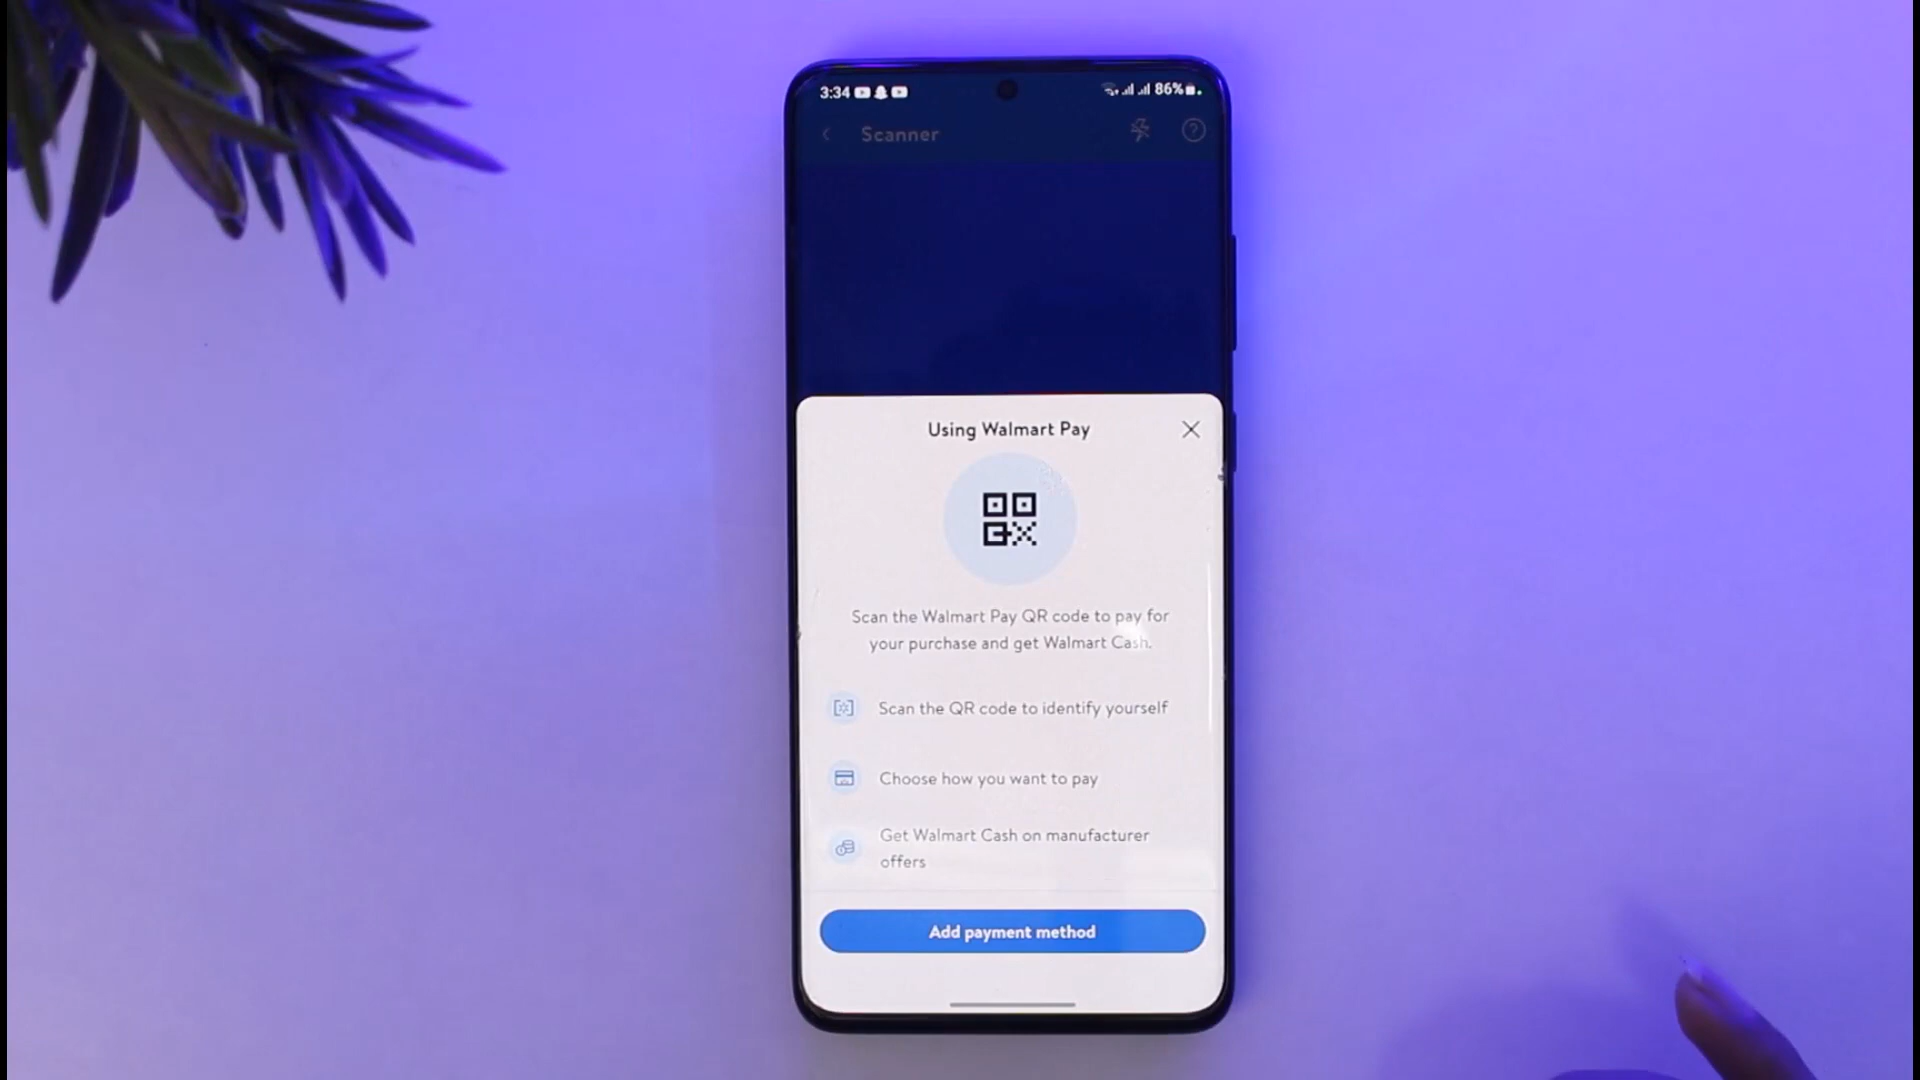 3:34
86%
Scanner
Using Walmart Pay
Scan the Walmart Pay QR code to pay for
your purchase and get Walmart Cash.
Scan the QR code to identify yourself
Choose how you want to pay
Get Walmart Cash on manufacturer
offers
Add payment method